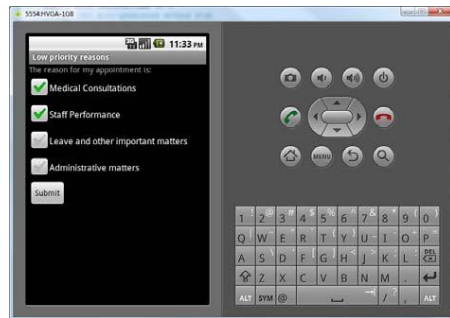 5554:HVGA-1GB
11:33 PM
Low priority reasons
The reason for my appointment is:
Medical Consultations
Staff Performance
Leave and other important matters
Administrative matters
Submit
MENU
1 ! 2 @ 3 # 4 $ 5 % 6 ^ 7 & 8 * 9 ( 0 )
Q W E R T Y U I O P
A S D F G H J K L DEL
Z X C V B N M .
ALT SYM @ / ? , ALT